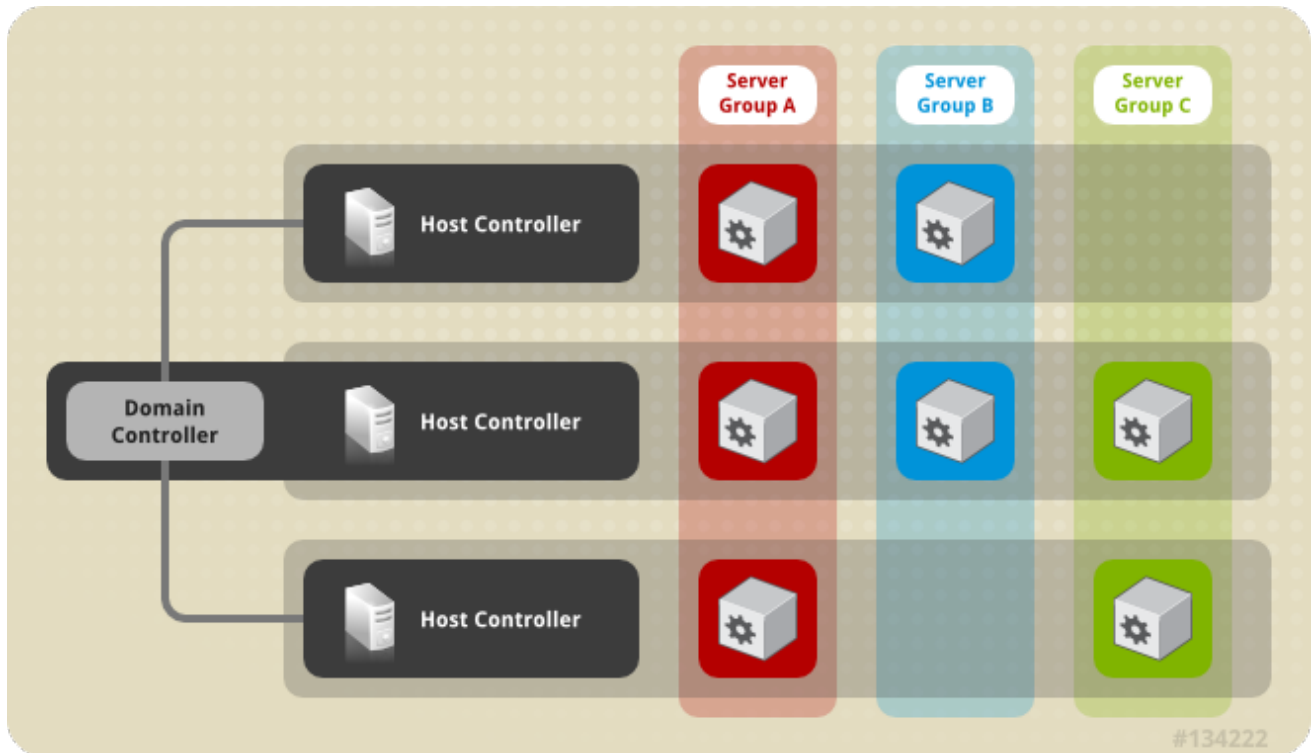 Server
Group A
Server
Group B
Server
Group C
Host Controller
Domain
Controller
Host Controller
Host Controller
#134222